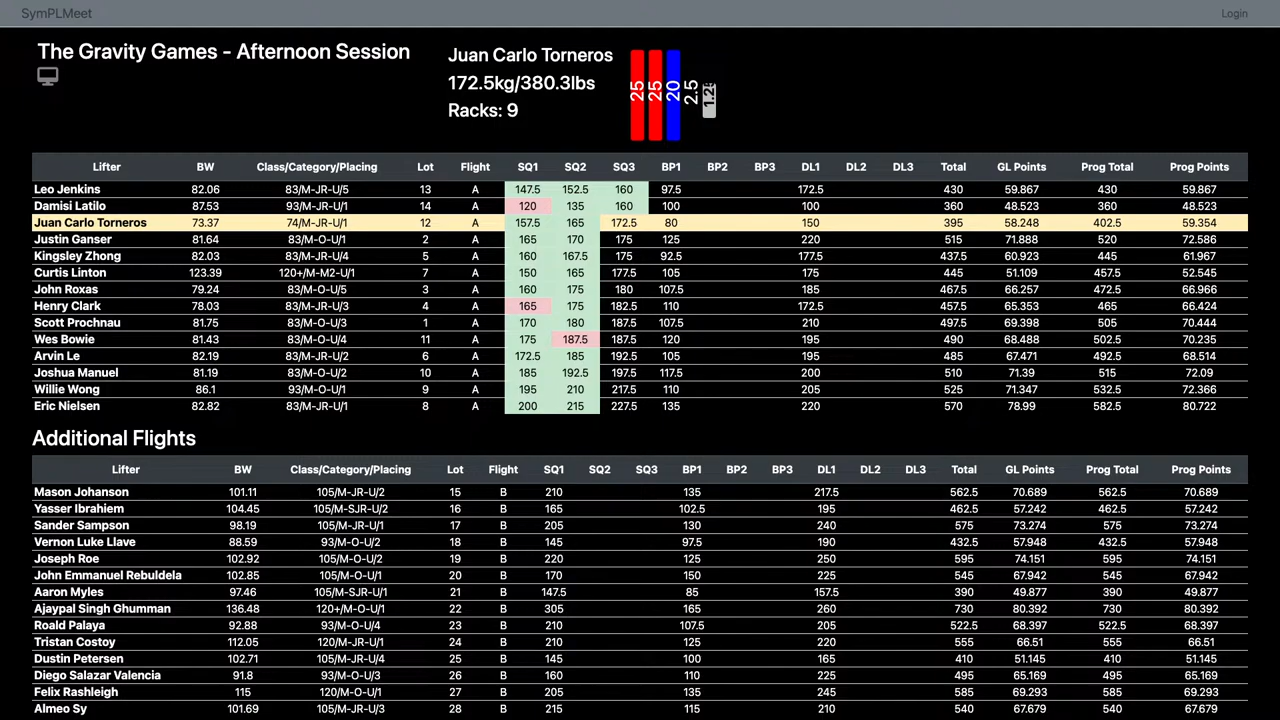 SymPLMeet Login
The Gravity Games - Afternoon Session
Juan Carlo Torneros
172.5kg/380.3lbs
Racks: 9
25 25 20 2.5 1.25
Lifter BW Class/Category/Placing Lot Flight SQ1 SQ2 SQ3 BP1 BP2 BP3 DL1 DL2 DL3 Total GL Points Prog Total Prog Points
Leo Jenkins 82.06 83/M-JR-U/5 13 A 147.5 152.5 160 97.5 172.5 430 59.867 430 59.867
Damisi Latilo 87.53 93/M-JR-U/1 14 A 120 135 160 100 100 360 48.523 360 48.523
Juan Carlo Torneros 73.37 74/M-JR-U/1 12 A 157.5 165 172.5 80 150 395 58.248 402.5 59.354
Justin Ganser 81.64 83/M-O-U/1 2 A 165 170 175 125 220 515 71.888 520 72.586
Kingsley Zhong 82.03 83/M-JR-U/4 5 A 160 167.5 175 92.5 177.5 437.5 60.923 445 61.967
Curtis Linton 123.39 120+/M-M2-U/1 7 A 150 165 177.5 105 175 445 51.109 457.5 52.545
John Roxas 79.24 83/M-O-U/5 3 A 160 175 180 107.5 185 467.5 66.257 472.5 66.966
Henry Clark 78.03 83/M-JR-U/3 4 A 165 175 182.5 110 172.5 457.5 65.353 465 66.424
Scott Prochnau 81.75 83/M-O-U/3 1 A 170 180 187.5 107.5 210 497.5 69.398 505 70.444
Wes Bowie 81.43 83/M-O-U/4 11 A 175 187.5 187.5 120 195 490 68.488 502.5 70.235
Arvin Le 82.19 83/M-JR-U/2 6 A 172.5 185 192.5 105 195 485 67.471 492.5 68.514
Joshua Manuel 81.19 83/M-O-U/2 10 A 185 192.5 197.5 117.5 200 510 71.39 515 72.09
Willie Wong 86.1 93/M-O-U/1 9 A 195 210 217.5 110 205 525 71.347 532.5 72.366
Eric Nielsen 82.82 83/M-JR-U/1 8 A 200 215 227.5 135 220 570 78.99 582.5 80.722
Additional Flights
Lifter BW Class/Category/Placing Lot Flight SQ1 SQ2 SQ3 BP1 BP2 BP3 DL1 DL2 DL3 Total GL Points Prog Total Prog Points
Mason Johanson 101.11 105/M-JR-U/2 15 B 210 135 217.5 562.5 70.689 562.5 70.689
Yasser Ibrahiem 104.45 105/M-SJR-U/2 16 B 165 102.5 195 462.5 57.242 462.5 57.242
Sander Sampson 98.19 105/M-JR-U/1 17 B 205 130 240 575 73.274 575 73.274
Vernon Luke Llave 88.59 93/M-O-U/2 18 B 145 97.5 190 432.5 57.948 432.5 57.948
Joseph Roe 102.92 105/M-O-U/2 19 B 220 125 250 595 74.151 595 74.151
John Emmanuel Rebuldela 102.85 105/M-O-U/1 20 B 170 150 225 545 67.942 545 67.942
Aaron Myles 97.46 105/M-SJR-U/1 21 B 147.5 85 157.5 390 49.877 390 49.877
Ajaypal Singh Ghumman 136.48 120+/M-O-U/1 22 B 305 165 260 730 80.392 730 80.392
Roald Palaya 92.88 93/M-O-U/4 23 B 210 107.5 205 522.5 68.397 522.5 68.397
Tristan Costoy 112.05 120/M-JR-U/1 24 B 210 125 220 555 66.51 555 66.51
Dustin Petersen 102.71 105/M-JR-U/4 25 B 145 100 165 410 51.145 410 51.145
Diego Salazar Valencia 91.8 93/M-O-U/3 26 B 160 110 225 495 65.169 495 65.169
Felix Rashleigh 115 120/M-O-U/1 27 B 205 135 245 585 69.293 585 69.293
Almeo Sy 101.69 105/M-JR-U/3 28 B 215 115 210 540 67.679 540 67.679